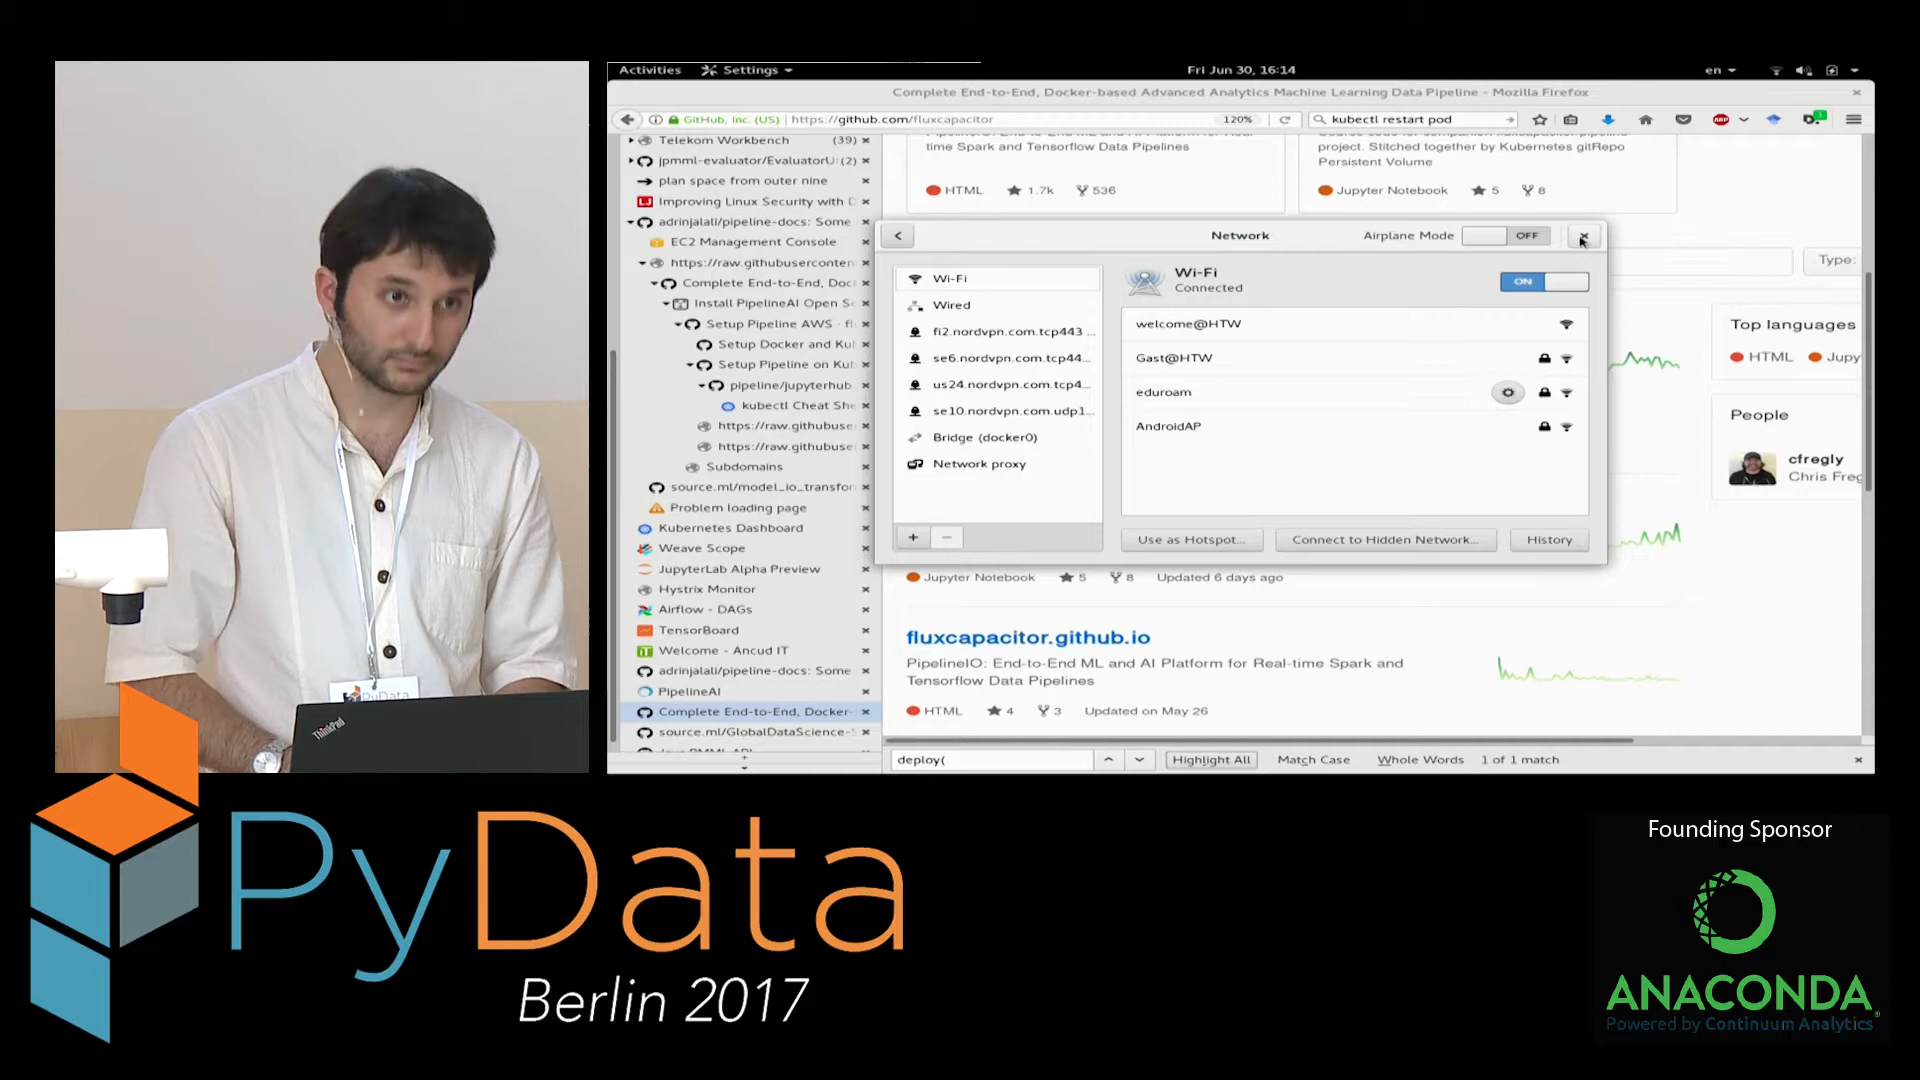 Activities
Settings
Fri Jun 30, 16:14
en
Complete End-to-End, Docker-based Advanced Analytics Machine Learning Data Pipeline - Mozilla Firefox
GitHub, Inc. (US)
https://github.com/fluxcapacitor
120%
kubectl restart pod
Telekom Workbench (39)
jpmml-evaluator/EvaluatorU: (2)
plan space from outer nine
Improving Linux Security with D
adrinjalali/pipeline-docs: Some
EC2 Management Console
https://raw.githubuserconten
Complete End-to-End, Doc
Install PipelineAI Open So
Setup Pipeline AWS · fl
Setup Docker and Kul
Setup Pipeline on Kul
pipeline/jupyterhub
kubectl Cheat She
https://raw.githubuse
https://raw.githubuse
Subdomains
source.ml/model_io_transfor
Problem loading page
Kubernetes Dashboard
Weave Scope
JupyterLab Alpha Preview
Hystrix Monitor
Airflow - DAGs
TensorBoard
Welcome - Ancud IT
adrinjalali/pipeline-docs: Some
PipelineAI
Complete End-to-End, Docker-
source.ml/GlobalDataScience-
time Spark and Tensorflow Data Pipelines
HTML 1.7k 536
project. Stitched together by Kubernetes gitRepo
Persistent Volume
Jupyter Notebook 5 8
Type:
Network
Airplane Mode OFF
Wi-Fi
Wired
fi2.nordvpn.com.tcp443 ...
se6.nordvpn.com.tcp44...
us24.nordvpn.com.tcp4...
se10.nordvpn.com.udp1...
Bridge (docker0)
Network proxy
+ −
Wi-Fi
Connected
ON
welcome@HTW
Gast@HTW
eduroam
AndroidAP
Use as Hotspot...
Connect to Hidden Network...
History
Top languages
HTML Jupy
People
cfregly
Chris Freg
Jupyter Notebook 5 8 Updated 6 days ago
fluxcapacitor.github.io
PipelineIO: End-to-End ML and AI Platform for Real-time Spark and
Tensorflow Data Pipelines
HTML 4 3 Updated on May 26
deploy(
Highlight All
Match Case
Whole Words
1 of 1 match
PyData
ThinkPad
PyData
Berlin 2017
Founding Sponsor
ANACONDA
Powered by Continuum Analytics